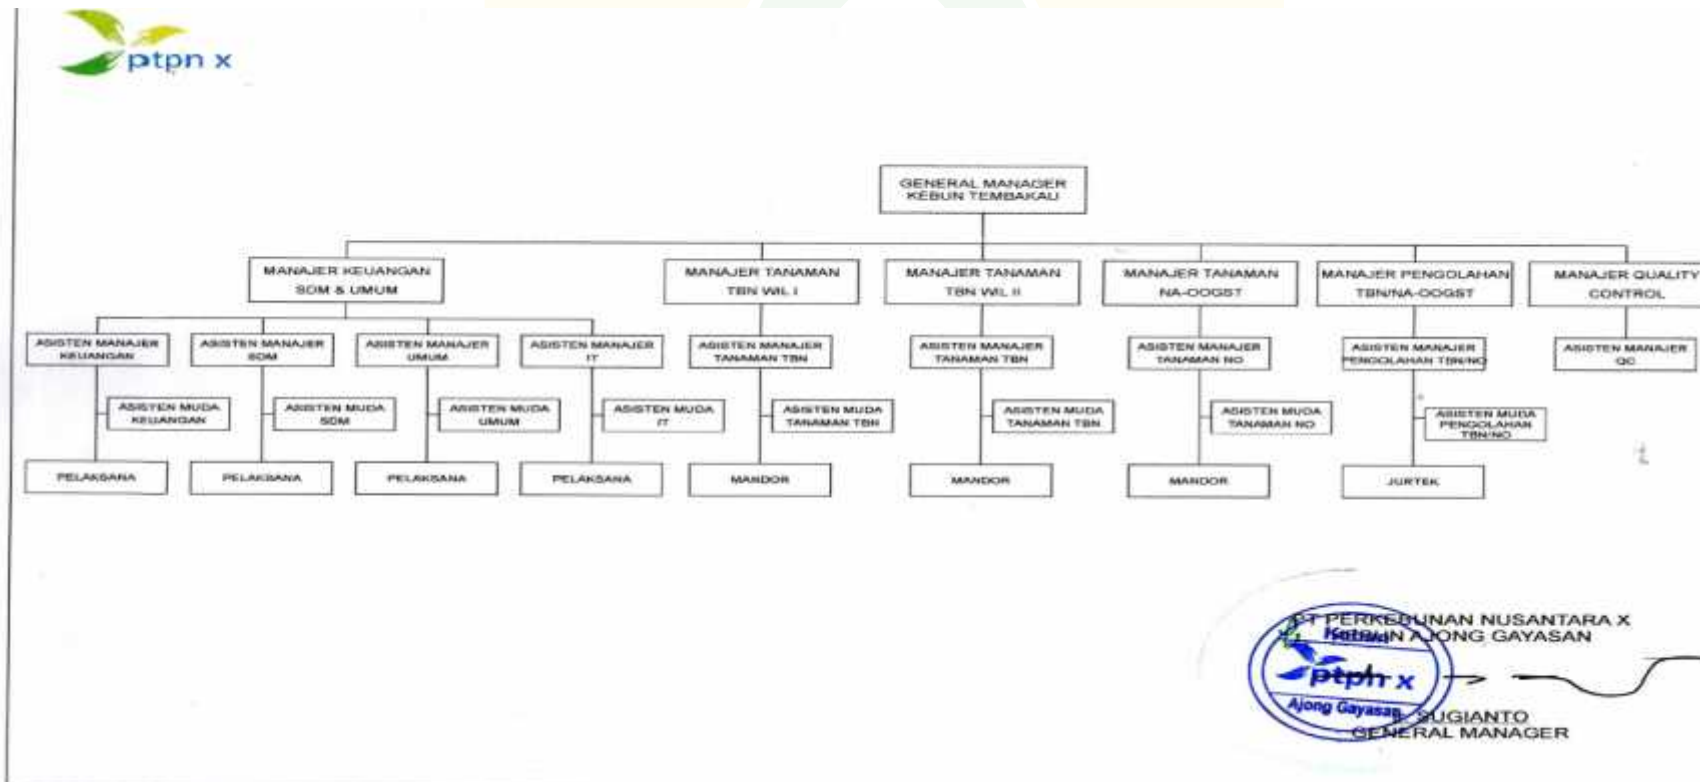 ptpn x
GENERAL MANAGER
KEBUN TEMBAKAU
MANAJER KEUANGAN
SDM & UMUM
MANAJER TANAMAN
TBN WIL I
MANAJER TANAMAN
TBN WIL II
MANAJER TANAMAN
NA-OOGST
MANAJER PENGOLAHAN
TBN/NA-OOGST
MANAJER QUALITY
CONTROL
ASISTEN MANAJER
KEUANGAN
ASISTEN MANAJER
SDM
ASISTEN MANAJER
UMUM
ASISTEN MANAJER
IT
ASISTEN MANAJER
TANAMAN TBN
ASISTEN MANAJER
TANAMAN TBN
ASISTEN MANAJER
TANAMAN NO
ASISTEN MANAJER
PENGOLAHAN TBN/NO
ASISTEN MANAJER
QC
ASISTEN MUDA
KEUANGAN
ASISTEN MUDA
SDM
ASISTEN MUDA
UMUM
ASISTEN MUDA
IT
ASISTEN MUDA
TANAMAN TBN
ASISTEN MUDA
TANAMAN TBN
ASISTEN MUDA
TANAMAN NO
ASISTEN MUDA
PENGOLAHAN
TBN/NO
PELAKSANA
PELAKSANA
PELAKSANA
PELAKSANA
MANDOR
MANDOR
MANDOR
JURTEK
PT PERKEBUNAN NUSANTARA X
KEBUN AJONG GAYASAN
Kebun
ptpn x
Ajong Gayasan
SUGIANTO
GENERAL MANAGER